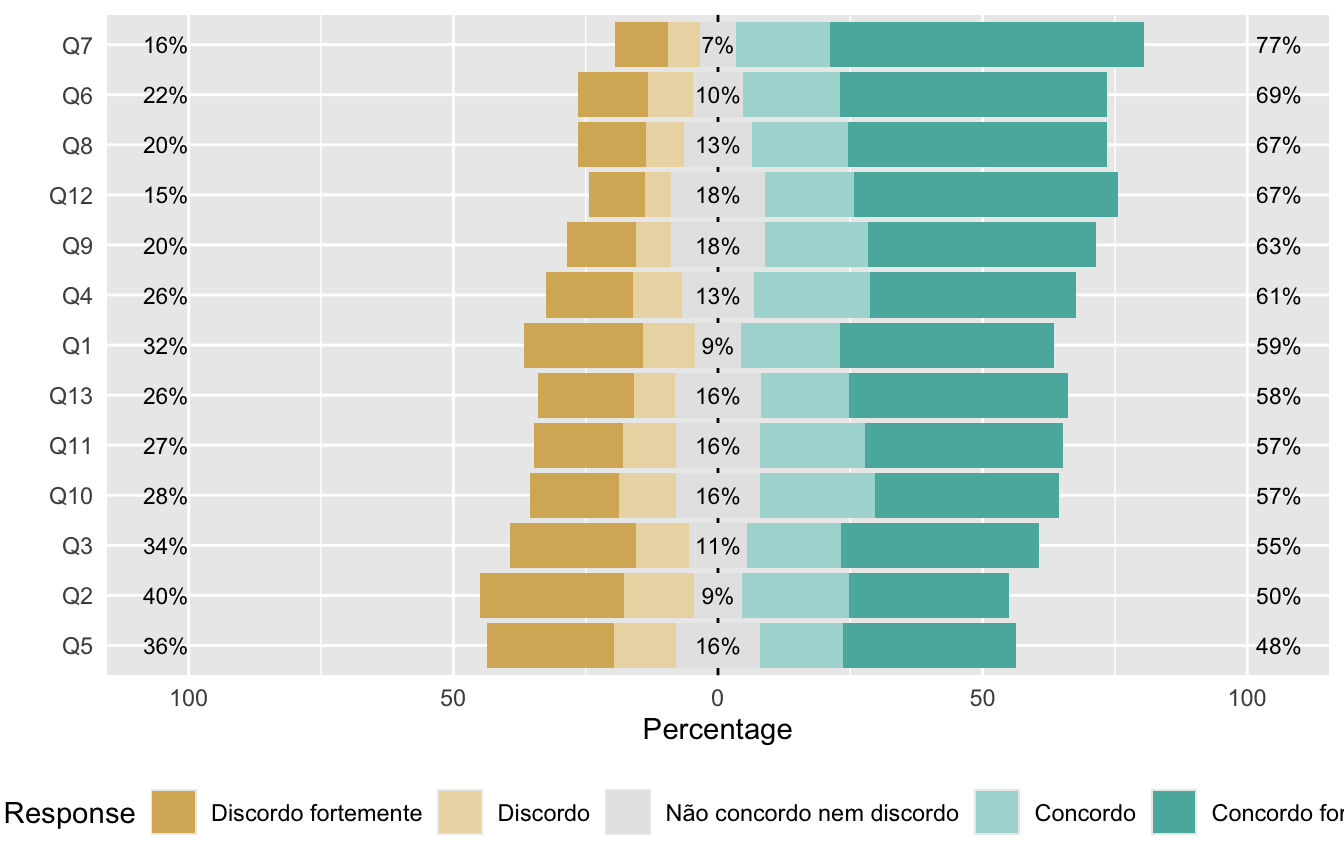 Q7 16% 7% 77%
Q6 22% 10% 69%
Q8 20% 13% 67%
Q12 15% 18% 67%
Q9 20% 18% 63%
Q4 26% 13% 61%
Q1 32% 9% 59%
Q13 26% 16% 58%
Q11 27% 16% 57%
Q10 28% 16% 57%
Q3 34% 11% 55%
Q2 40% 9% 50%
Q5 36% 16% 48%
100 50 0 50 100
Percentage
Response Discordo fortemente Discordo Não concordo nem discordo Concordo Concordo for